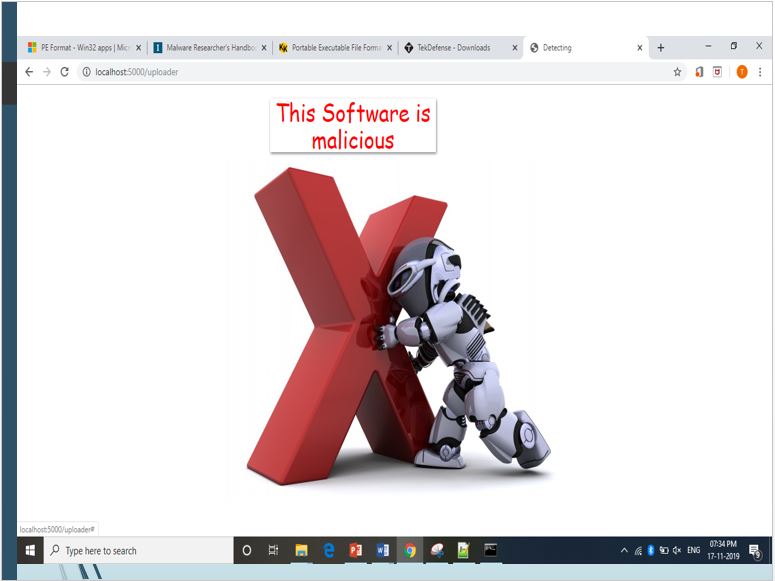 PE Format - Win32 apps | Micr
Malware Researcher's Handbo
Portable Executable File Forma
TekDefense - Downloads
Detecting
localhost:5000/uploader
T
This Software is
malicious
localhost:5000/uploader#
Type here to search
ENG
07:34 PM
17-11-2019
9